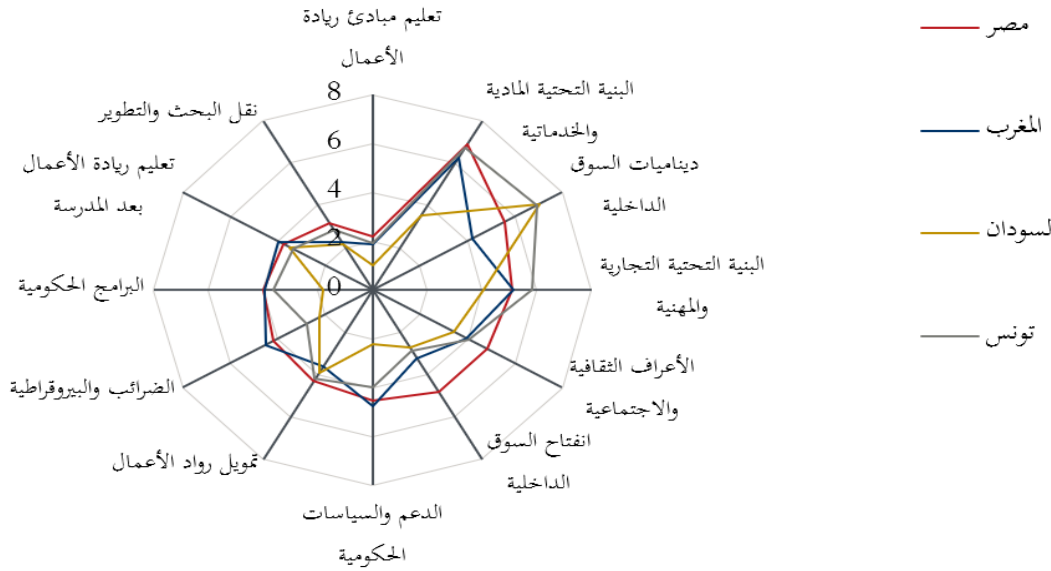 تعليم مبادئ ريادة
الأعمال
البنية التحتية المادية
والخدماتية
ديناميات السوق
الداخلية
البنية التحتية التجارية
والمهنية
الأعراف الثقافية
والاجتماعية
انفتاح السوق
الداخلية
الدعم والسياسات
الحكومية
تمويل رواد الأعمال
الضرائب والبيروقراطية
البرامج الحكومية
تعليم ريادة الأعمال
بعد المدرسة
نقل البحث والتطوير
8
6
4
2
0
مصر
المغرب
لسودان
تونس